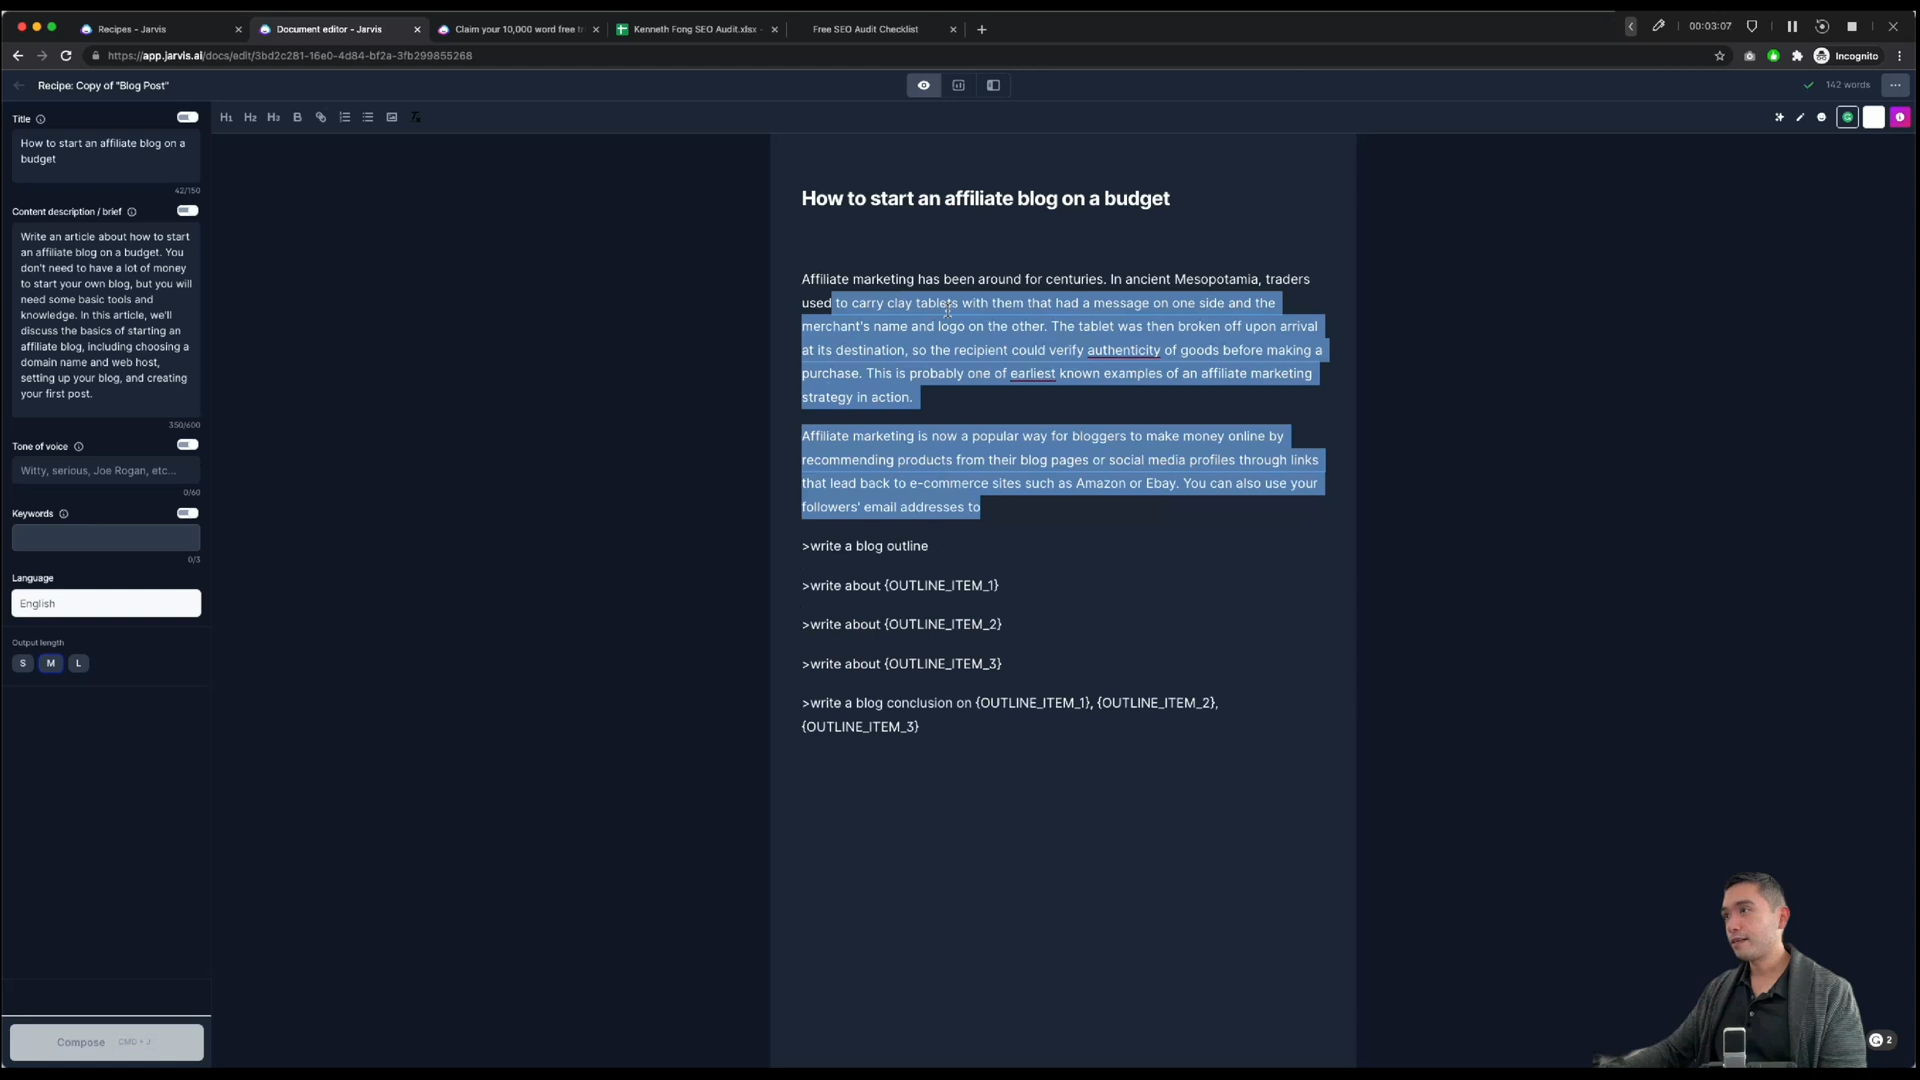 Recipes - Jarvis
Document editor - Jarvis
Claim your 10,000 word free tr
Kenneth Fong SEO Audit.xlsx -
Free SEO Audit Checklist
00:03:07
https://app.jarvis.ai/docs/edit/3bd2c281-16e0-4d84-bf2a-3fb299855268
Incognito
Recipe: Copy of "Blog Post"
142 words
Title
How to start an affiliate blog on a
budget
42/150
Content description / brief
Write an article about how to start
an affiliate blog on a budget. You
don't need to have a lot of money
to start your own blog, but you will
need some basic tools and
knowledge. In this article, we'll
discuss the basics of starting an
affiliate blog, including choosing a
domain name and web host,
setting up your blog, and creating
your first post.
350/600
Tone of voice
Witty, serious, Joe Rogan, etc...
0/60
Keywords
0/3
Language
English
Output length
S M L
Compose CMD + J
H1 H2 H3 B
How to start an affiliate blog on a budget
Affiliate marketing has been around for centuries. In ancient Mesopotamia, traders
used to carry clay tablets with them that had a message on one side and the
merchant's name and logo on the other. The tablet was then broken off upon arrival
at its destination, so the recipient could verify authenticity of goods before making a
purchase. This is probably one of earliest known examples of an affiliate marketing
strategy in action.
Affiliate marketing is now a popular way for bloggers to make money online by
recommending products from their blog pages or social media profiles through links
that lead back to e-commerce sites such as Amazon or Ebay. You can also use your
followers' email addresses to
>write a blog outline
>write about {OUTLINE_ITEM_1}
>write about {OUTLINE_ITEM_2}
>write about {OUTLINE_ITEM_3}
>write a blog conclusion on {OUTLINE_ITEM_1}, {OUTLINE_ITEM_2},
{OUTLINE_ITEM_3}
2